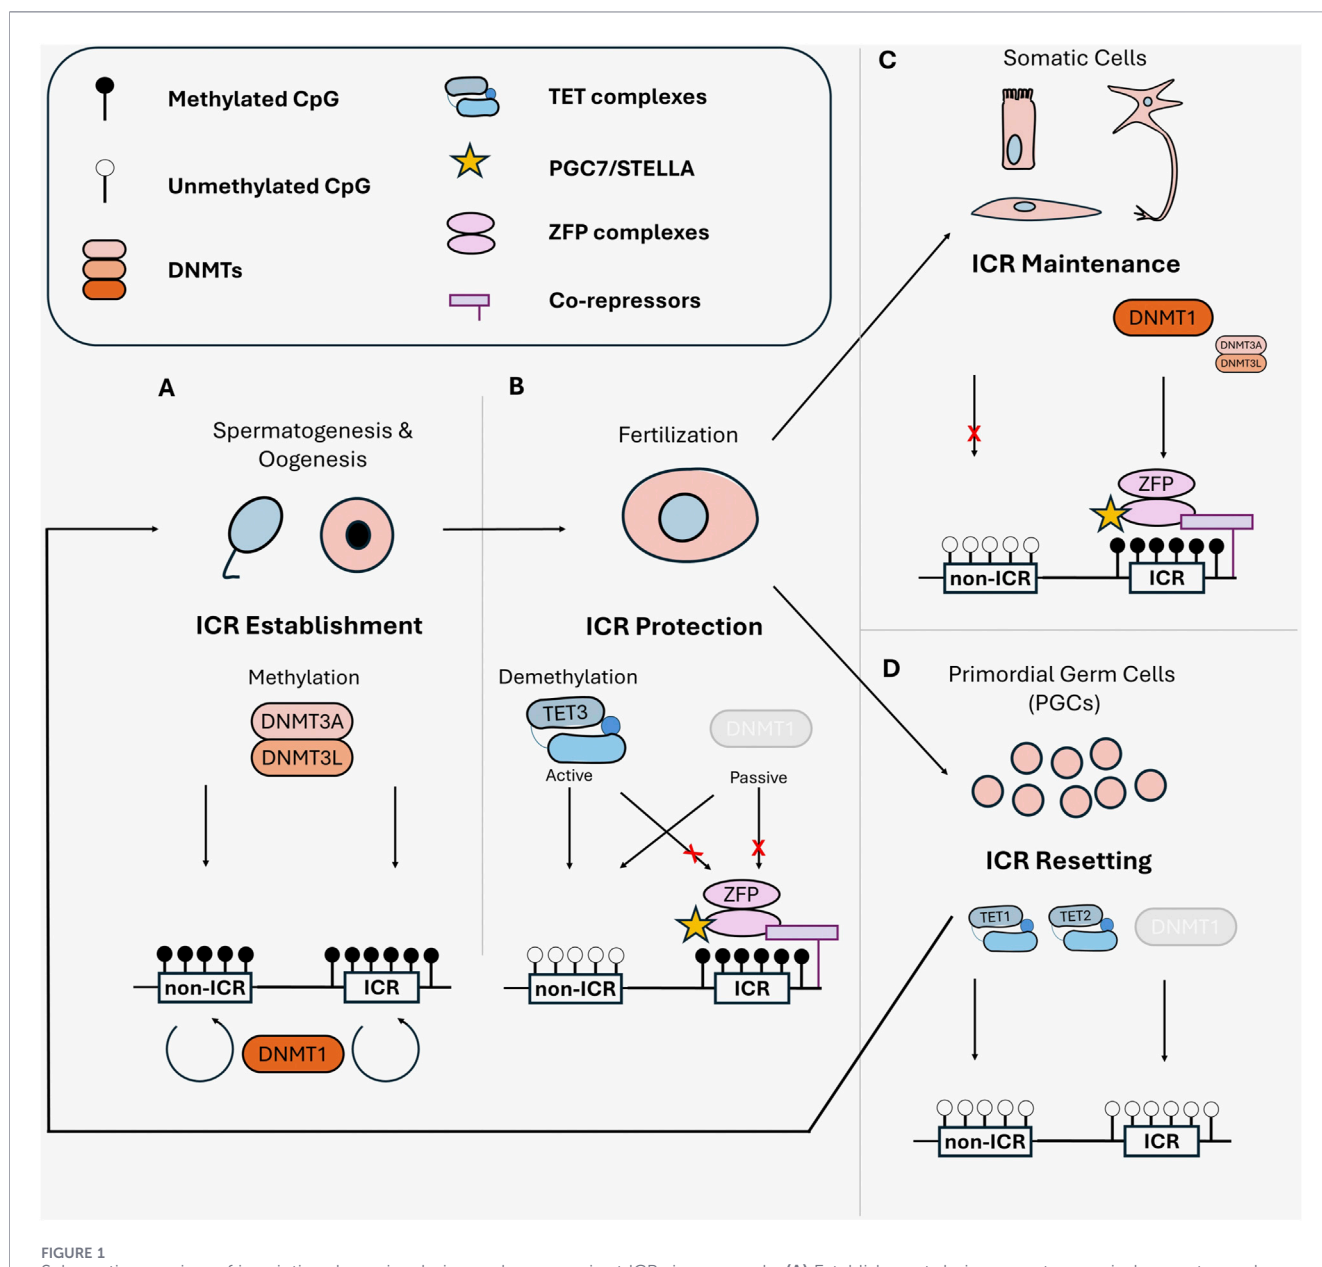 Methylated CpG
Unmethylated CpG
DNMTs
TET complexes
PGC7/STELLA
ZFP complexes
Co-repressors
A
Spermatogenesis &
Oogenesis
ICR Establishment
Methylation
DNMT3A
DNMT3L
non-ICR
ICR
DNMT1
B
Fertilization
ICR Protection
Demethylation
TET3
DNMT1
Active
Passive
X
X
ZFP
non-ICR
ICR
C
Somatic Cells
ICR Maintenance
DNMT1
DNMT3A
DNMT3L
X
ZFP
non-ICR
ICR
D
Primordial Germ Cells
(PGCs)
ICR Resetting
TET1
TET2
DNMT1
non-ICR
ICR
FIGURE 1